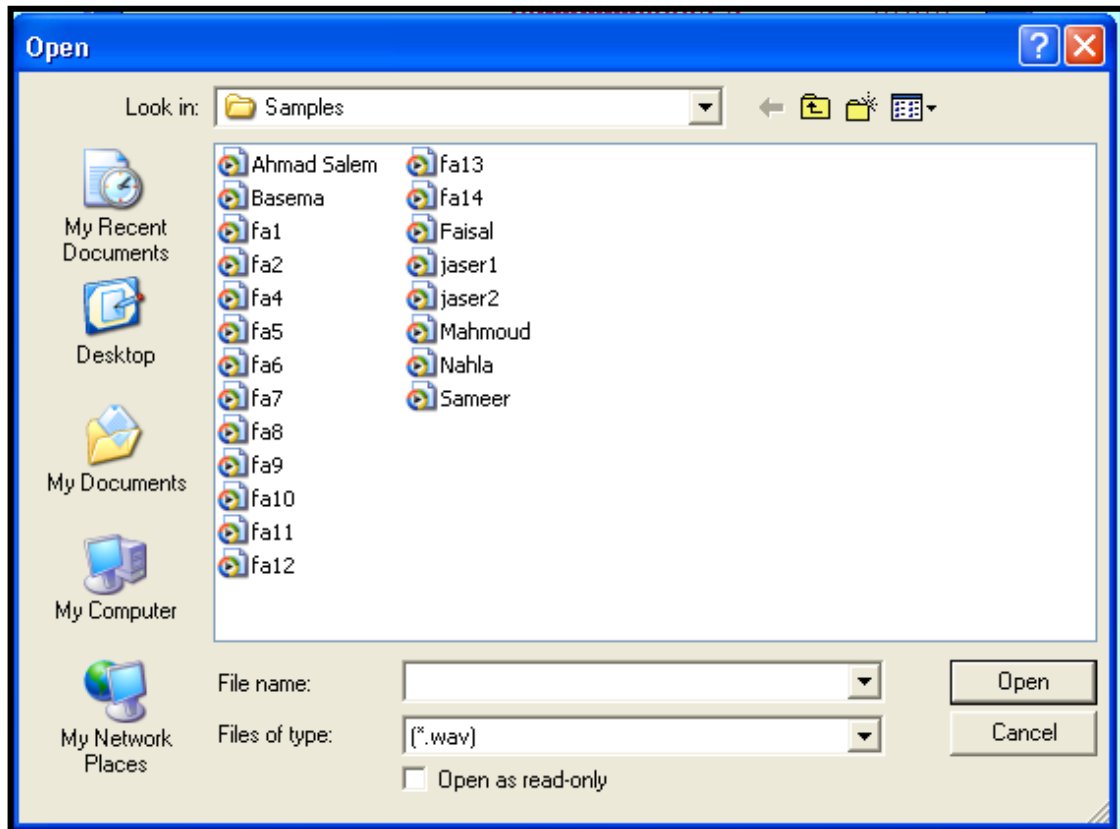 Open
Look in: Samples
My Recent
Documents
Desktop
My Documents
My Computer
My Network
Places
Ahmad Salem
Basema
fa1
fa2
fa4
fa5
fa6
fa7
fa8
fa9
fa10
fa11
fa12
fa13
fa14
Faisal
jaser1
jaser2
Mahmoud
Nahla
Sameer
File name:
Open
Files of type: (*.wav)
Cancel
Open as read-only